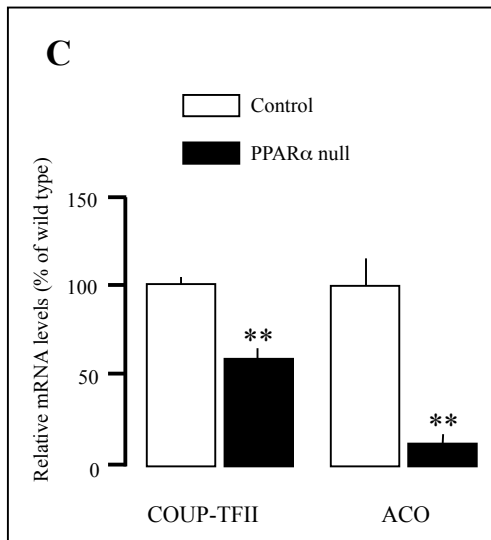 C
Control
PPARα null
Relative mRNA levels (% of wild type)
150
100
50
0
**
**
COUP-TFII
ACO